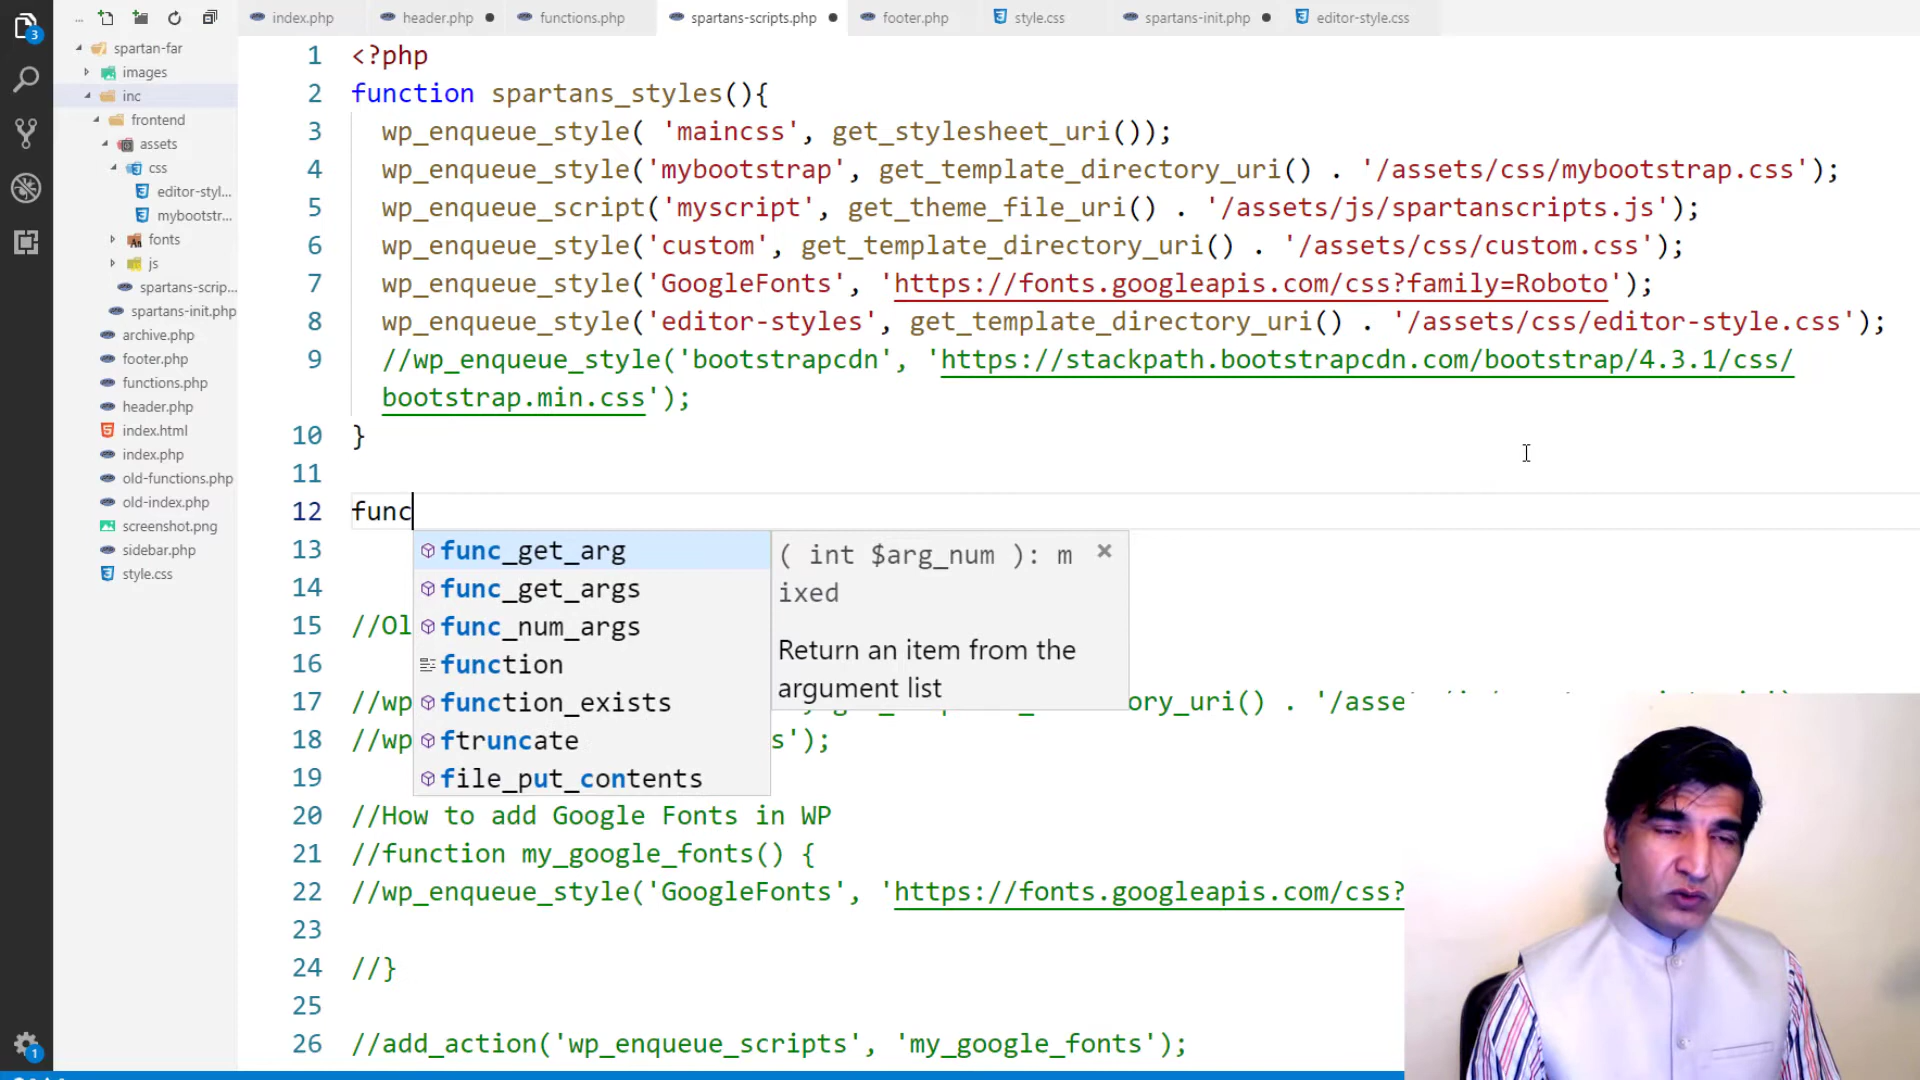 index.php header.php functions.php spartans-scripts.php footer.php style.css spartans-init.php editor-style.css
3
spartan-far
images
inc
frontend
assets
css
editor-styl...
mybootstr...
fonts
js
spartans-scrip...
spartans-init.php
archive.php
footer.php
functions.php
header.php
index.html
index.php
old-functions.php
old-index.php
screenshot.png
sidebar.php
style.css
1
1 <?php
2 function spartans_styles(){
3 wp_enqueue_style( 'maincss', get_stylesheet_uri());
4 wp_enqueue_style('mybootstrap', get_template_directory_uri() . '/assets/css/mybootstrap.css');
5 wp_enqueue_script('myscript', get_theme_file_uri() . '/assets/js/spartanscripts.js');
6 wp_enqueue_style('custom', get_template_directory_uri() . '/assets/css/custom.css');
7 wp_enqueue_style('GoogleFonts', 'https://fonts.googleapis.com/css?family=Roboto');
8 wp_enqueue_style('editor-styles', get_template_directory_uri() . '/assets/css/editor-style.css');
9 //wp_enqueue_style('bootstrapcdn', 'https://stackpath.bootstrapcdn.com/bootstrap/4.3.1/css/
bootstrap.min.css');
10 }
11
12 func
func_get_arg
func_get_args
func_num_args
function
function_exists
ftruncate
file_put_contents
( int $arg_num ): m
ixed
Return an item from the
argument list
13
14
15 //Ol
16
17 //wp ory_uri() . '/asse
18 //wp s');
19
20 //How to add Google Fonts in WP
21 //function my_google_fonts() {
22 //wp_enqueue_style('GoogleFonts', 'https://fonts.googleapis.com/css?
23
24 //}
25
26 //add_action('wp_enqueue_scripts', 'my_google_fonts');